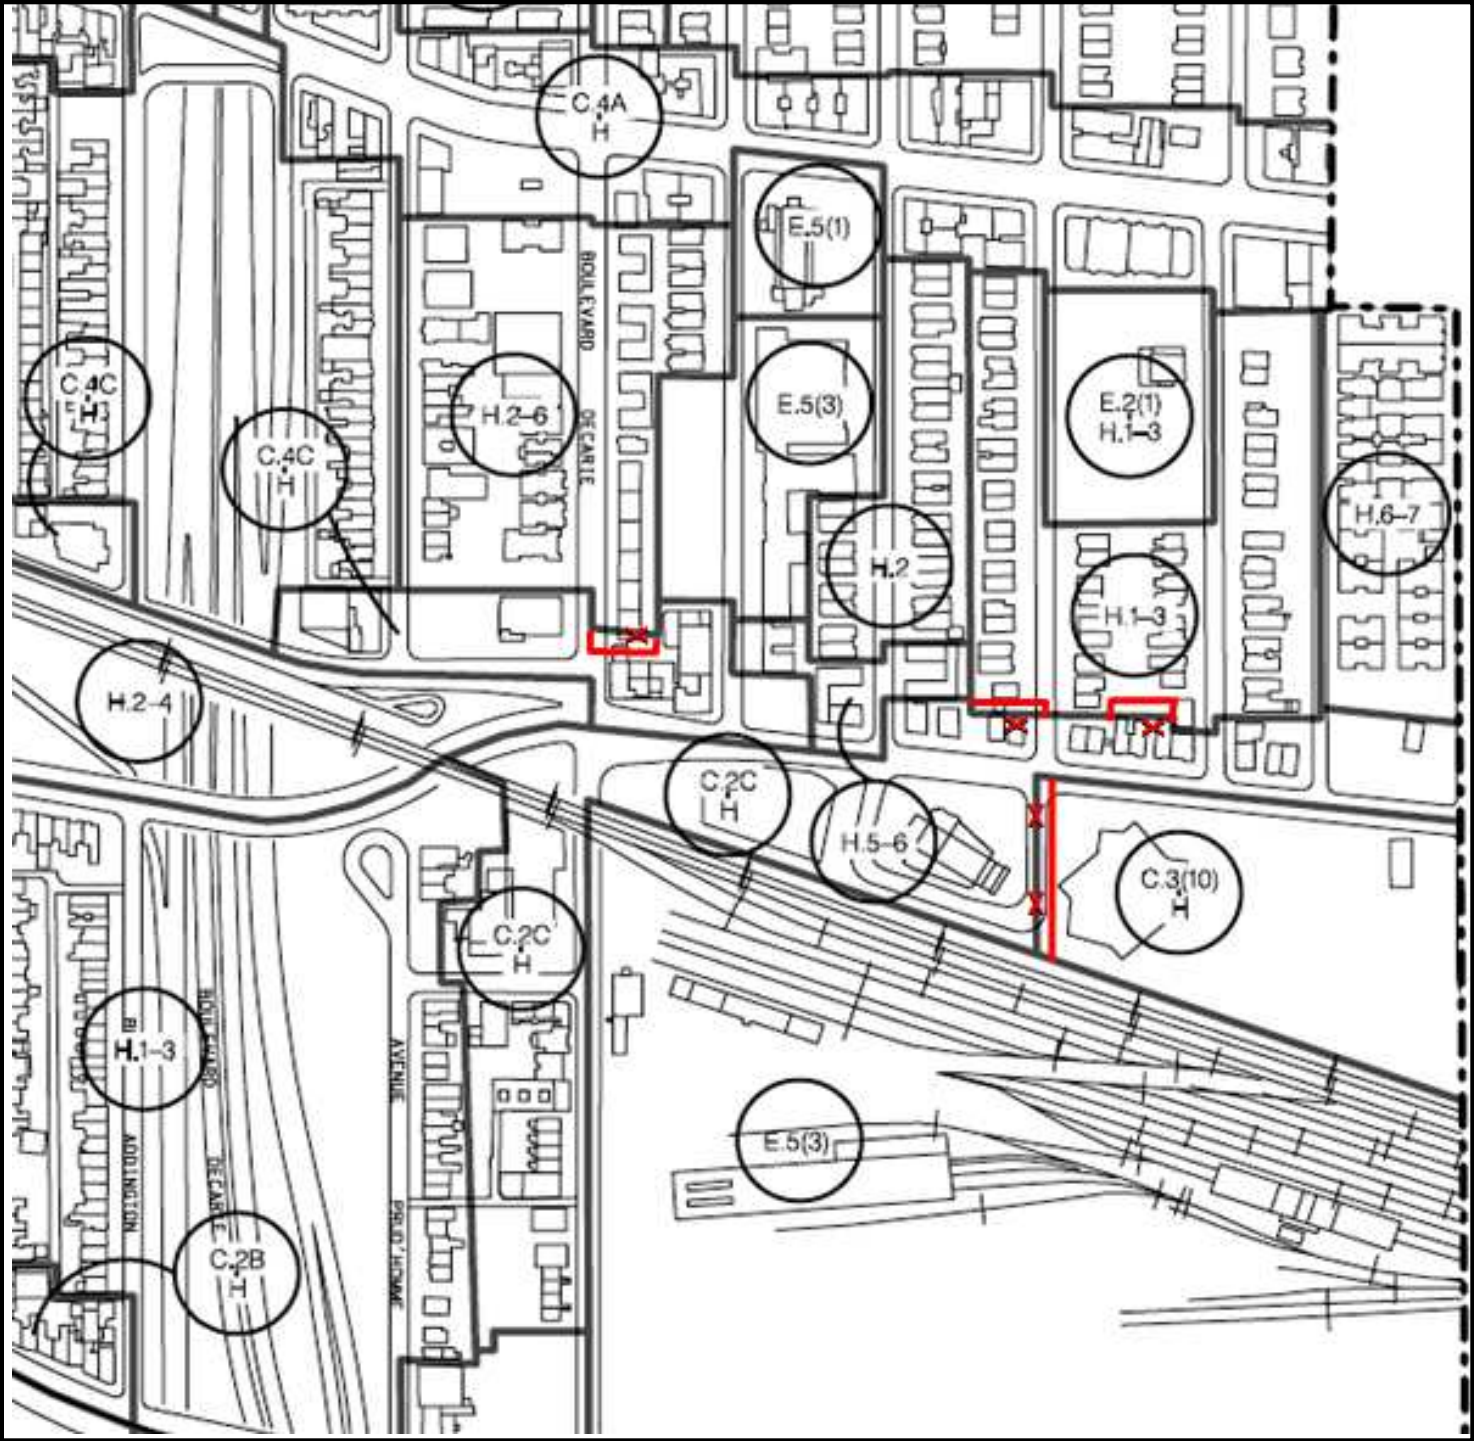 C.4A
H
E.5(1)
C.4C
H
C.4C
H
H.2-6
BOULEVARD
DECARIE
E.5(3)
E.2(1)
H.1-3
H.6-7
H.2
H.1-3
H.2-4
C.2C
H
H.5-6
C.3(10)
H
C.2C
H
H.1-3
BOULEVARD
DECARIE
ADDINGTON
AVENUE
PRUD'HOMME
E.5(3)
C.2B
H